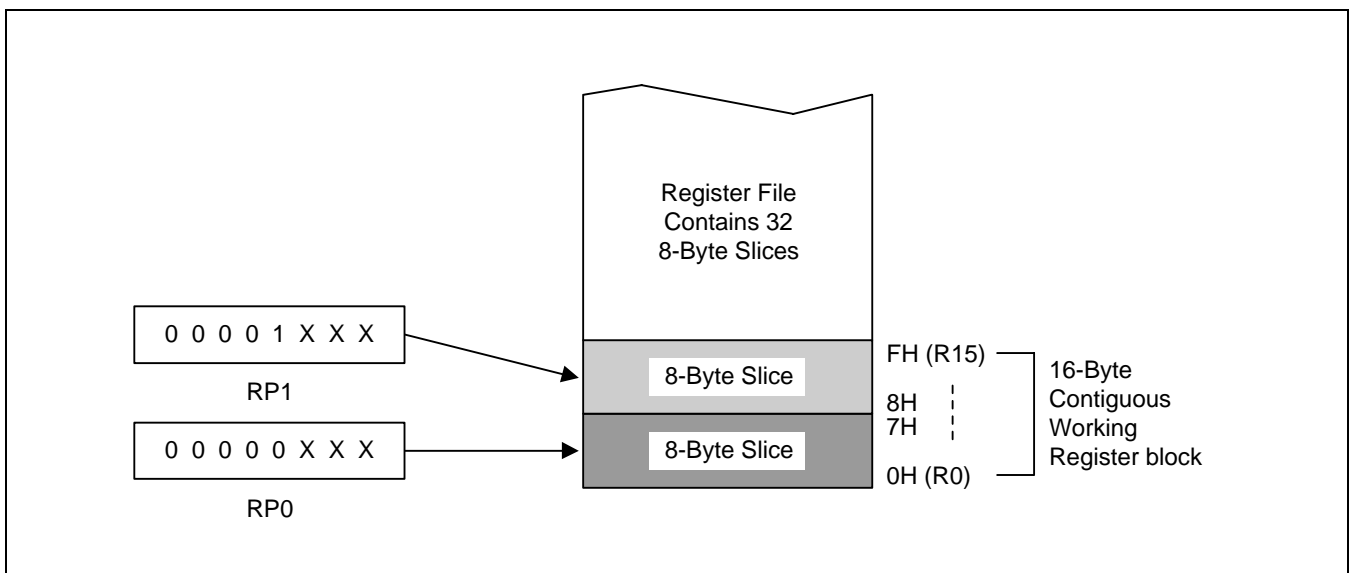 Register File
Contains 32
8-Byte Slices
0 0 0 0 1 X X X
RP1
0 0 0 0 0 X X X
RP0
8-Byte Slice
8-Byte Slice
FH (R15)
8H
7H
0H (R0)
16-Byte
Contiguous
Working
Register block